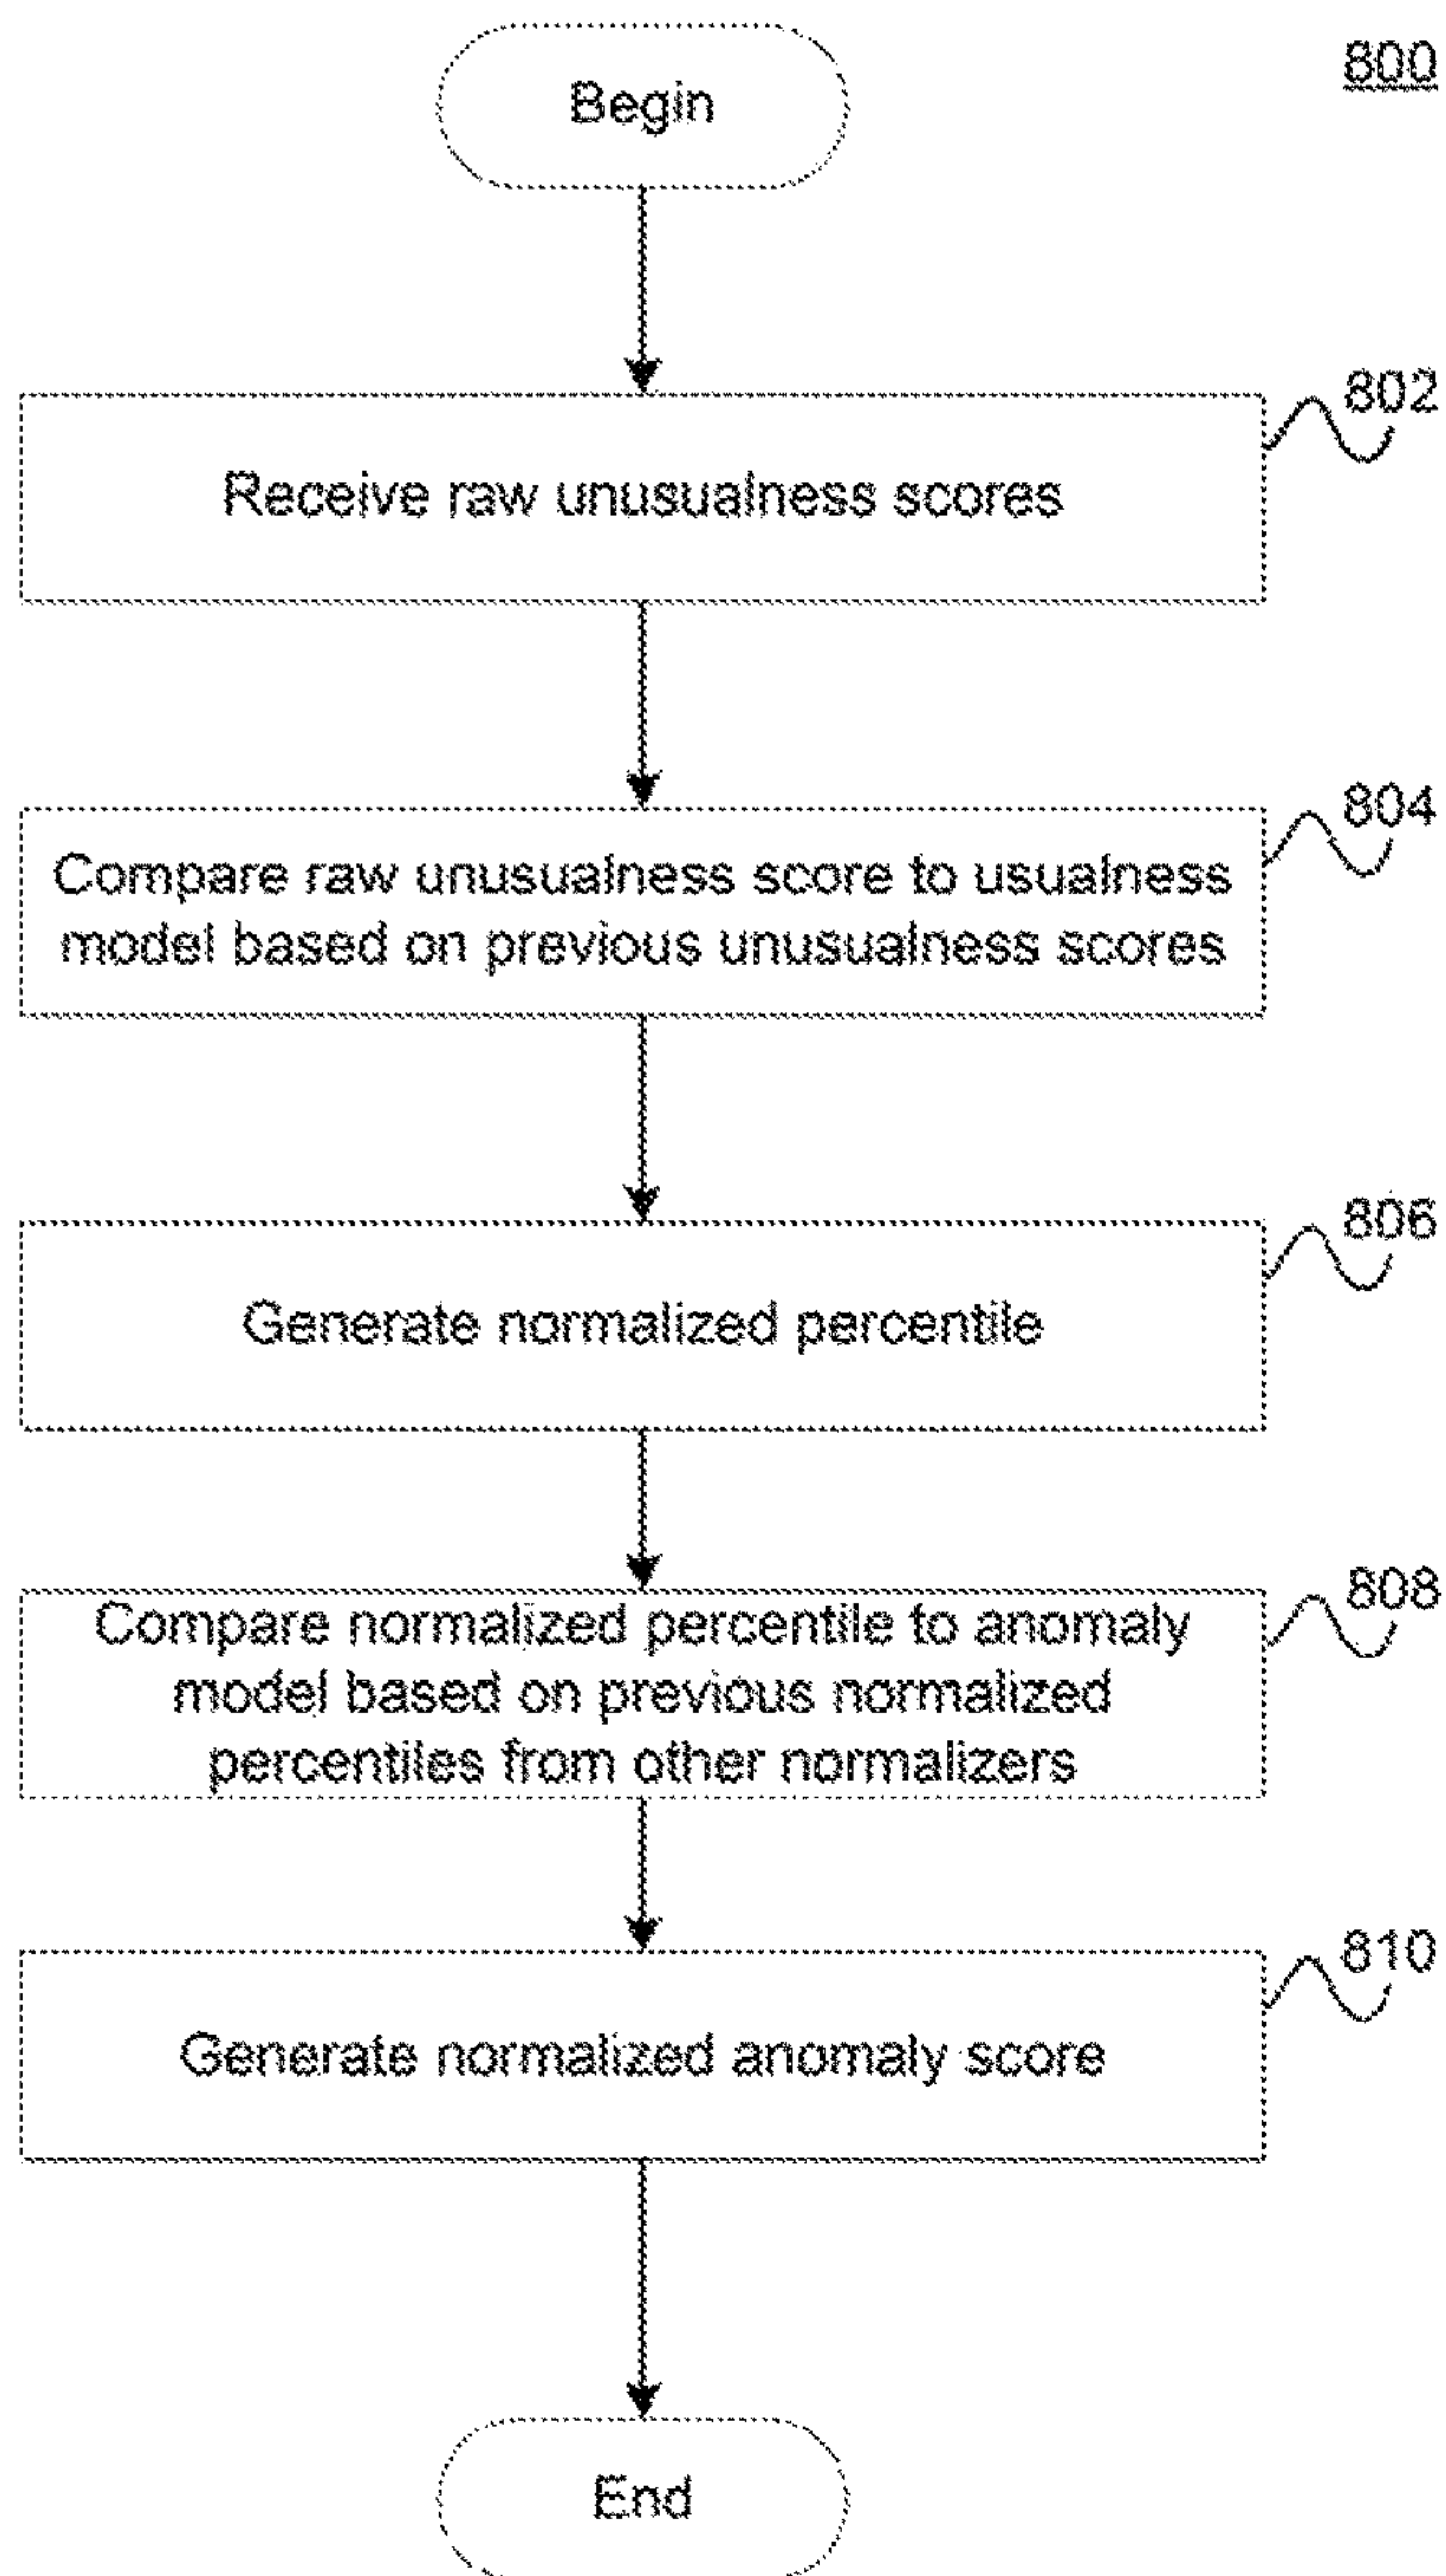 Begin
800
802
Receive raw unusualness scores
804
Compare raw unusualness score to usualness
model based on previous unusualness scores
806
Generate normalized percentile
808
Compare normalized percentile to anomaly
model based on previous normalized
percentiles from other normalizers
810
Generate normalized anomaly score
End